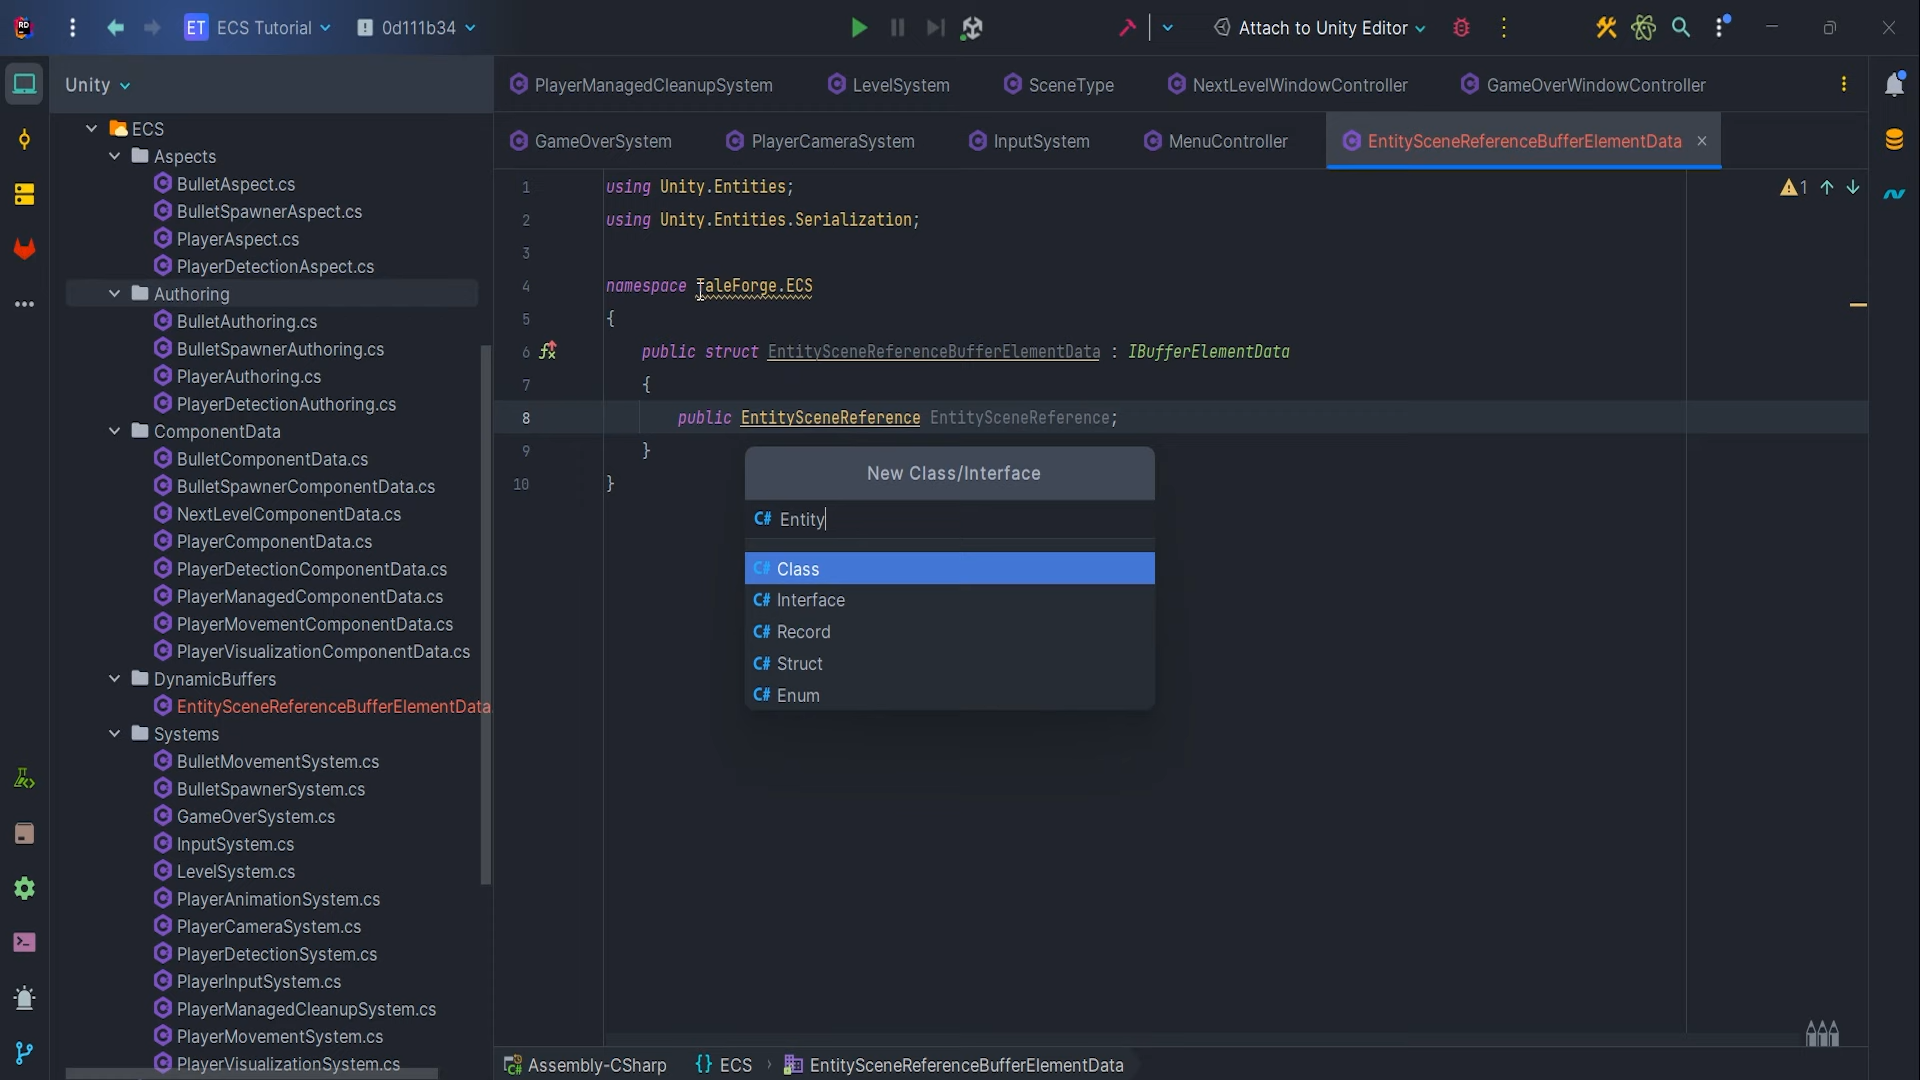 ET ECS Tutorial
0d111b34
Attach to Unity Editor
Unity
ECS
Aspects
BulletAspect.cs
BulletSpawnerAspect.cs
PlayerAspect.cs
PlayerDetectionAspect.cs
Authoring
BulletAuthoring.cs
BulletSpawnerAuthoring.cs
PlayerAuthoring.cs
PlayerDetectionAuthoring.cs
ComponentData
BulletComponentData.cs
BulletSpawnerComponentData.cs
NextLevelComponentData.cs
PlayerComponentData.cs
PlayerDetectionComponentData.cs
PlayerManagedComponentData.cs
PlayerMovementComponentData.cs
PlayerVisualizationComponentData.cs
DynamicBuffers
EntitySceneReferenceBufferElementData.
Systems
BulletMovementSystem.cs
BulletSpawnerSystem.cs
GameOverSystem.cs
InputSystem.cs
LevelSystem.cs
PlayerAnimationSystem.cs
PlayerCameraSystem.cs
PlayerDetectionSystem.cs
PlayerInputSystem.cs
PlayerManagedCleanupSystem.cs
PlayerMovementSystem.cs
PlayerVisualizationSystem.cs
PlayerManagedCleanupSystem
LevelSystem
SceneType
NextLevelWindowController
GameOverWindowController
GameOverSystem
PlayerCameraSystem
InputSystem
MenuController
EntitySceneReferenceBufferElementData
1 using Unity.Entities;
2 using Unity.Entities.Serialization;
3
4 namespace TaleForge.ECS
5 {
6 public struct EntitySceneReferenceBufferElementData : IBufferElementData
7 {
8 public EntitySceneReference EntitySceneReference;
9 }
10 }
1
New Class/Interface
C# Entity
C# Class
C# Interface
C# Record
C# Struct
C# Enum
C# Assembly-CSharp
{} ECS
EntitySceneReferenceBufferElementData